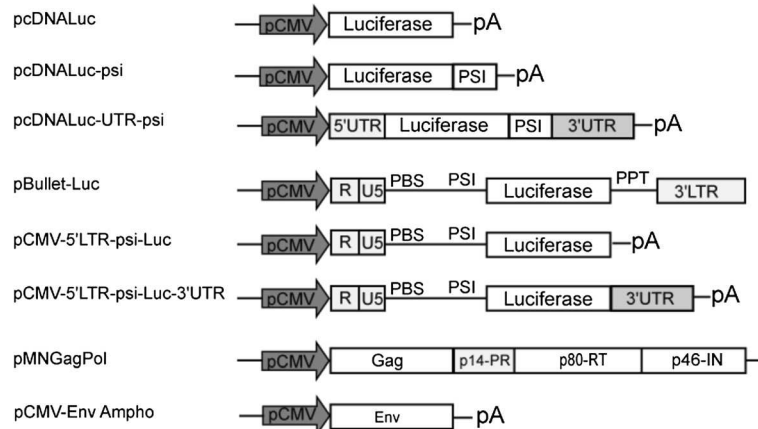 pcDNALuc pCMV Luciferase pA
pcDNALuc-psi pCMV Luciferase PSI pA
pcDNALuc-UTR-psi pCMV 5'UTR Luciferase PSI 3'UTR pA
pBullet-Luc pCMV R U5 PBS PSI Luciferase PPT 3'LTR
pCMV-5'LTR-psi-Luc pCMV R U5 PBS PSI Luciferase pA
pCMV-5'LTR-psi-Luc-3'UTR pCMV R U5 PBS PSI Luciferase 3'UTR pA
pMNGagPol pCMV Gag p14-PR p80-RT p46-IN
pCMV-Env Ampho pCMV Env pA